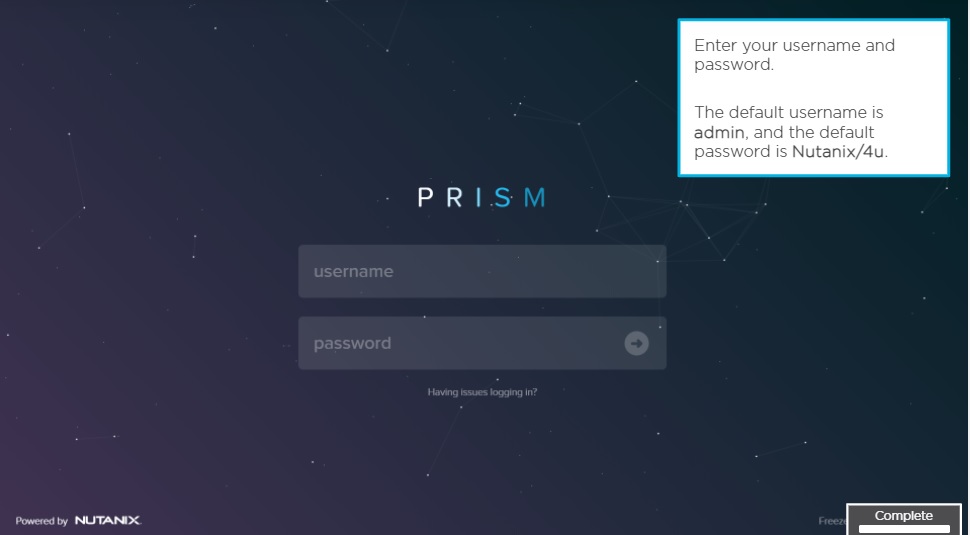 Enter your username and
password.
The default username is
admin, and the default
password is Nutanix/4u.
PRISM
username
password
Having issues logging in?
Powered by NUTANIX.
Freeze
Complete